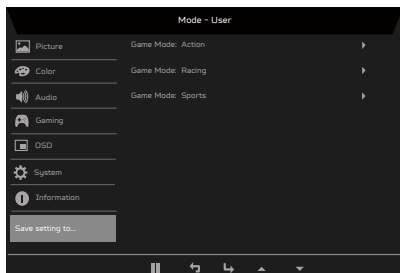 Mode - User
Picture
Game Mode: Action
Color
Game Mode: Racing
Audio
Game Mode: Sports
Gaming
OSD
System
Information
Save setting to...